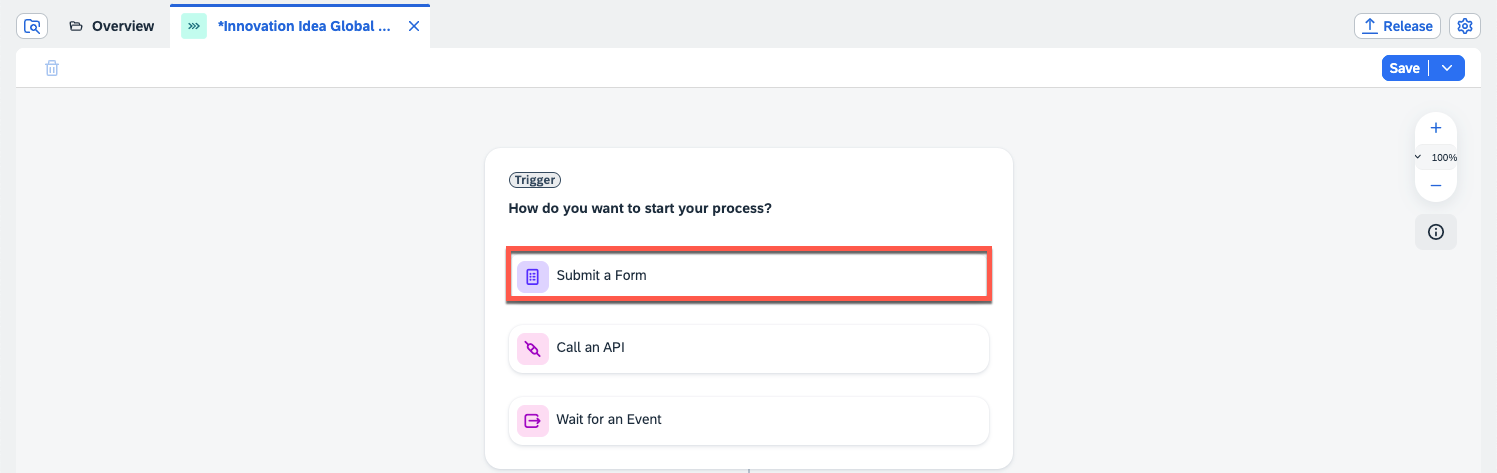 Overview
*Innovation Idea Global ...
Release
Save
100%
Trigger
How do you want to start your process?
Submit a Form
Call an API
Wait for an Event